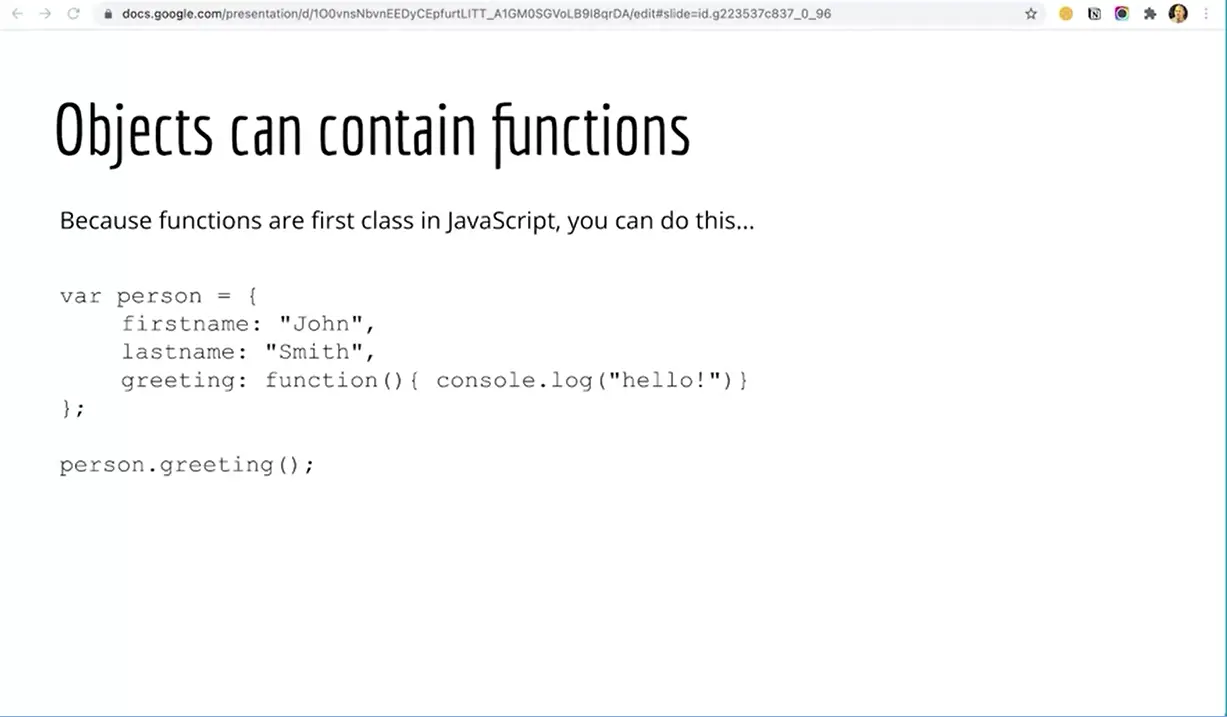 docs.google.com/presentation/d/1O0vnsNbvnEEDyCEpfurtLITT_A1GM0SGVoLB9I8qrDA/edit#slide=id.g223537c837_0_96
Objects can contain functions
Because functions are first class in JavaScript, you can do this...
var person = {
firstname: "John",
lastname: "Smith",
greeting: function(){ console.log("hello!")}
};
person.greeting();